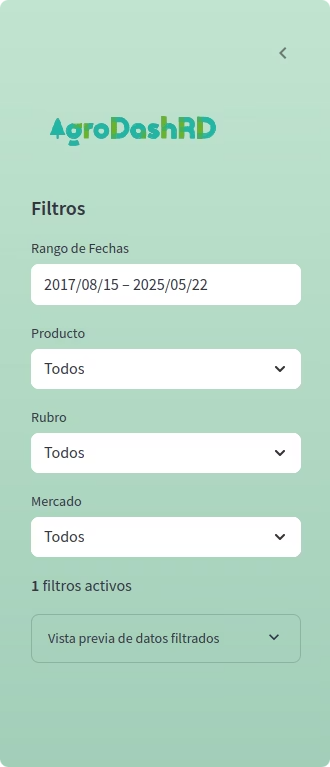 AgroDashRD
Filtros
Rango de Fechas
2017/08/15 – 2025/05/22
Producto
Todos
Rubro
Todos
Mercado
Todos
1 filtros activos
Vista previa de datos filtrados